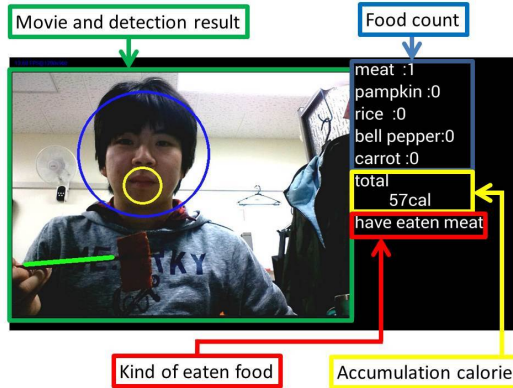 Movie and detection result
Food count
meat :1
pampkin :0
rice :0
bell pepper:0
carrot :0
total
57cal
have eaten meat
Kind of eaten food
Accumulation calorie